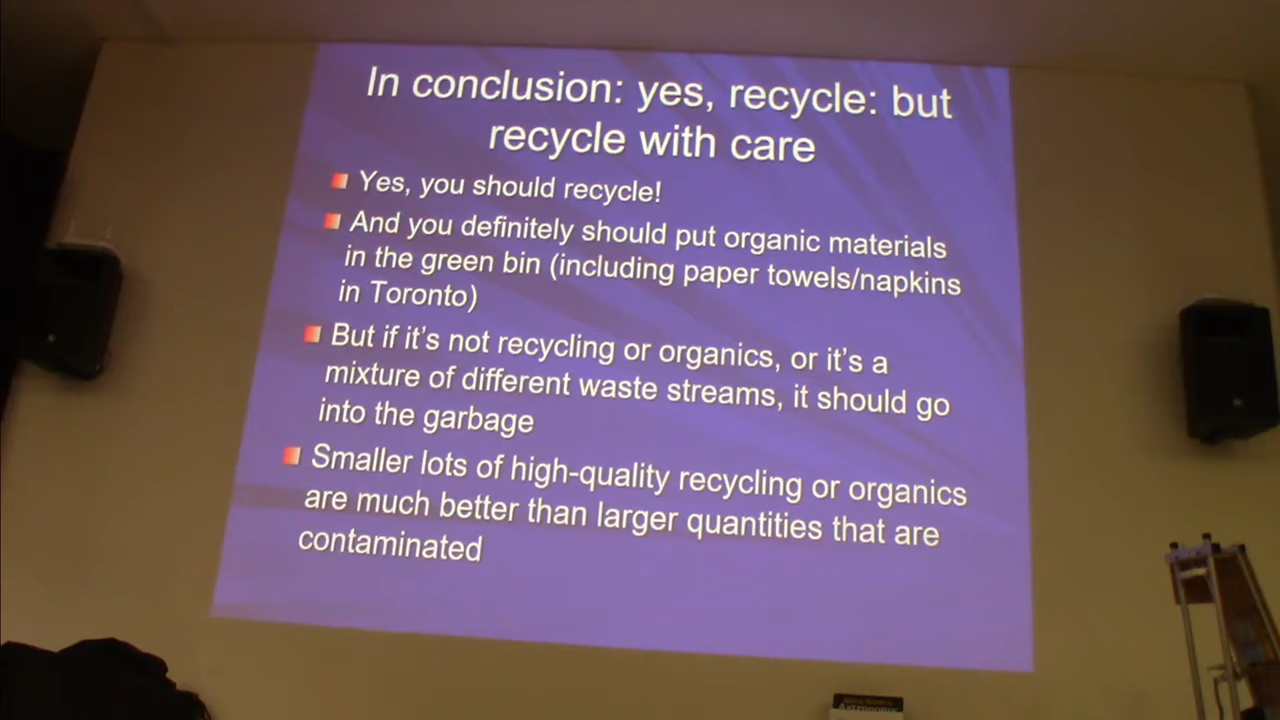 In conclusion: yes, recycle: but
recycle with care
Yes, you should recycle!
And you definitely should put organic materials
in the green bin (including paper towels/napkins
in Toronto)
But if it's not recycling or organics, or it's a
mixture of different waste streams, it should go
into the garbage
Smaller lots of high-quality recycling or organics
are much better than larger quantities that are
contaminated